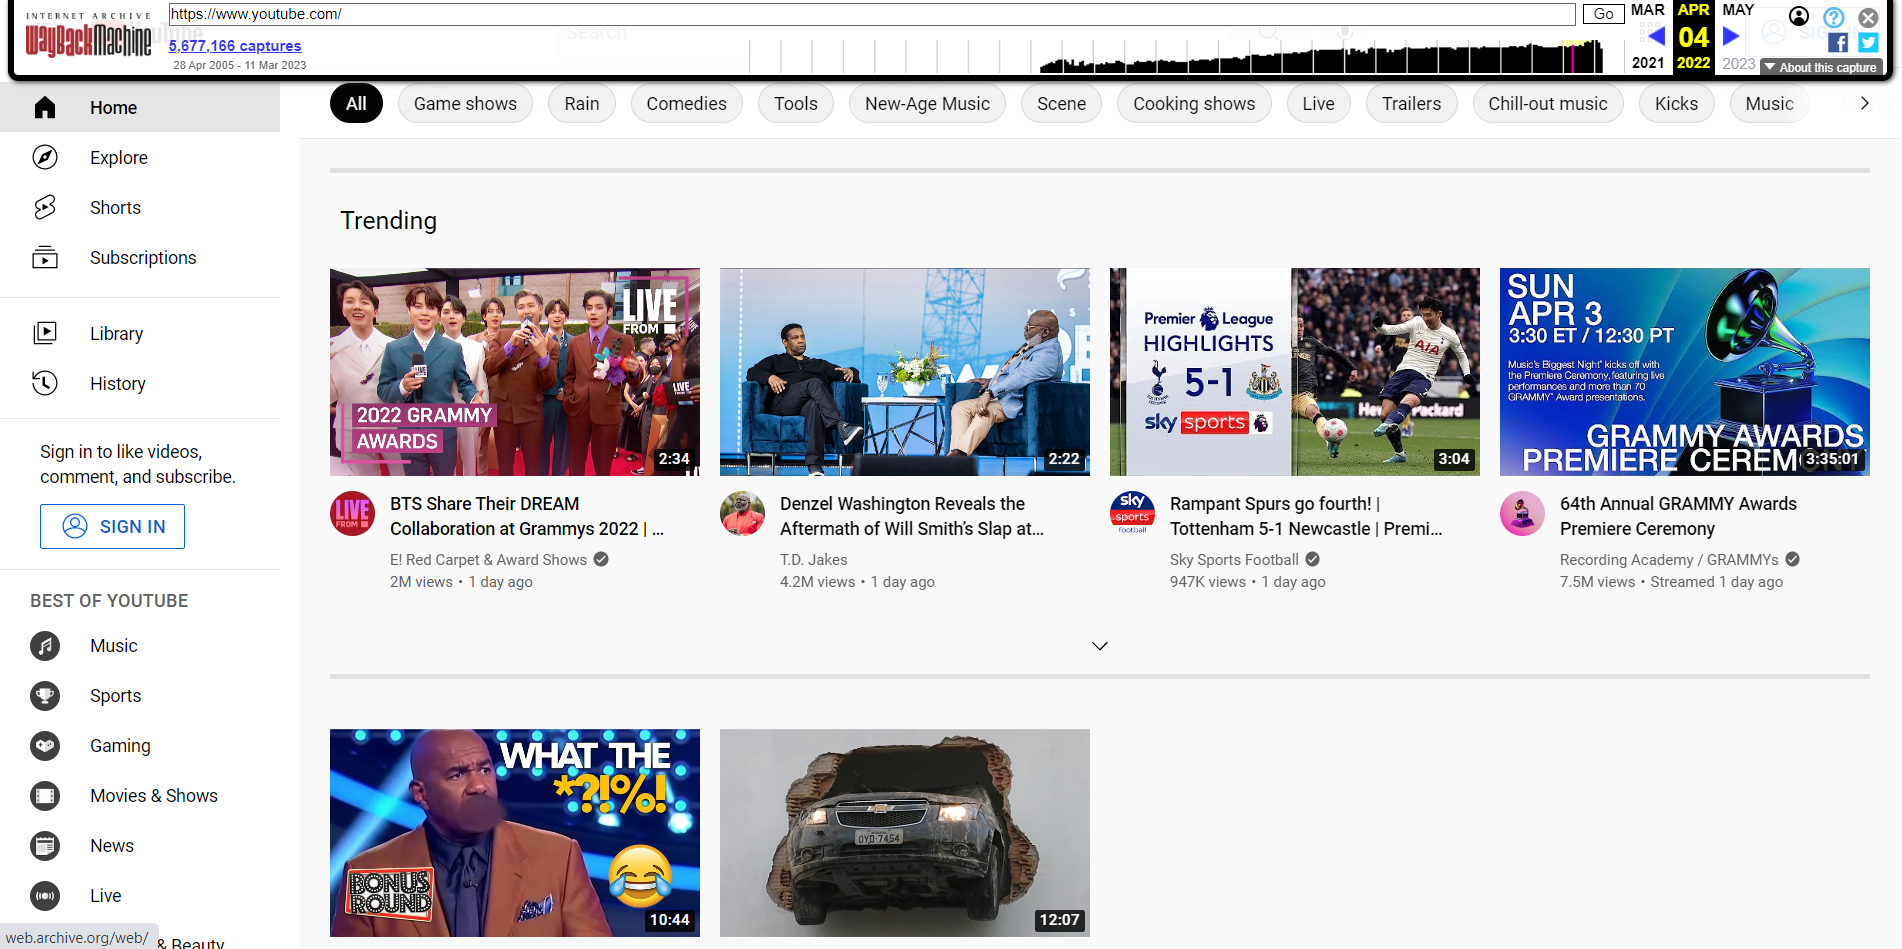 INTERNET ARCHIVE
WayBackMachine
https://www.youtube.com/
Go
MAR
APR
MAY
5,677,166 captures
04
28 Apr 2005 - 11 Mar 2023
2021
2022
2023
About this capture
Search
Home
Explore
Shorts
Subscriptions
Library
History
Sign in to like videos,
comment, and subscribe.
SIGN IN
BEST OF YOUTUBE
Music
Sports
Gaming
Movies & Shows
News
Live
& Beauty
web.archive.org/web/
All
Game shows
Rain
Comedies
Tools
New-Age Music
Scene
Cooking shows
Live
Trailers
Chill-out music
Kicks
Music
Trending
LIVE
FROM E!
LIVE
2022 GRAMMY
AWARDS
2:34
LIVE
FROM E!
BTS Share Their DREAM
Collaboration at Grammys 2022 | ...
E! Red Carpet & Award Shows
2M views • 1 day ago
2:22
Denzel Washington Reveals the
Aftermath of Will Smith's Slap at...
T.D. Jakes
4.2M views • 1 day ago
Premier League
HIGHLIGHTS
5-1
sky sports
AIA
3:04
sky
sports
football
Rampant Spurs go fourth! |
Tottenham 5-1 Newcastle | Premi...
Sky Sports Football
947K views • 1 day ago
SUN
APR 3
3:30 ET / 12:30 PT
Music's Biggest Night® kicks off with
the Premiere Ceremony, featuring live
performances and more than 70
GRAMMY® Award presentations.
GRAMMY AWARDS
PREMIERE CEREM
3:35:01
64th Annual GRAMMY Awards
Premiere Ceremony
Recording Academy / GRAMMYs
7.5M views • Streamed 1 day ago
WHAT THE
*?!%!
BONUS
ROUND
10:44
OYD·7454
12:07